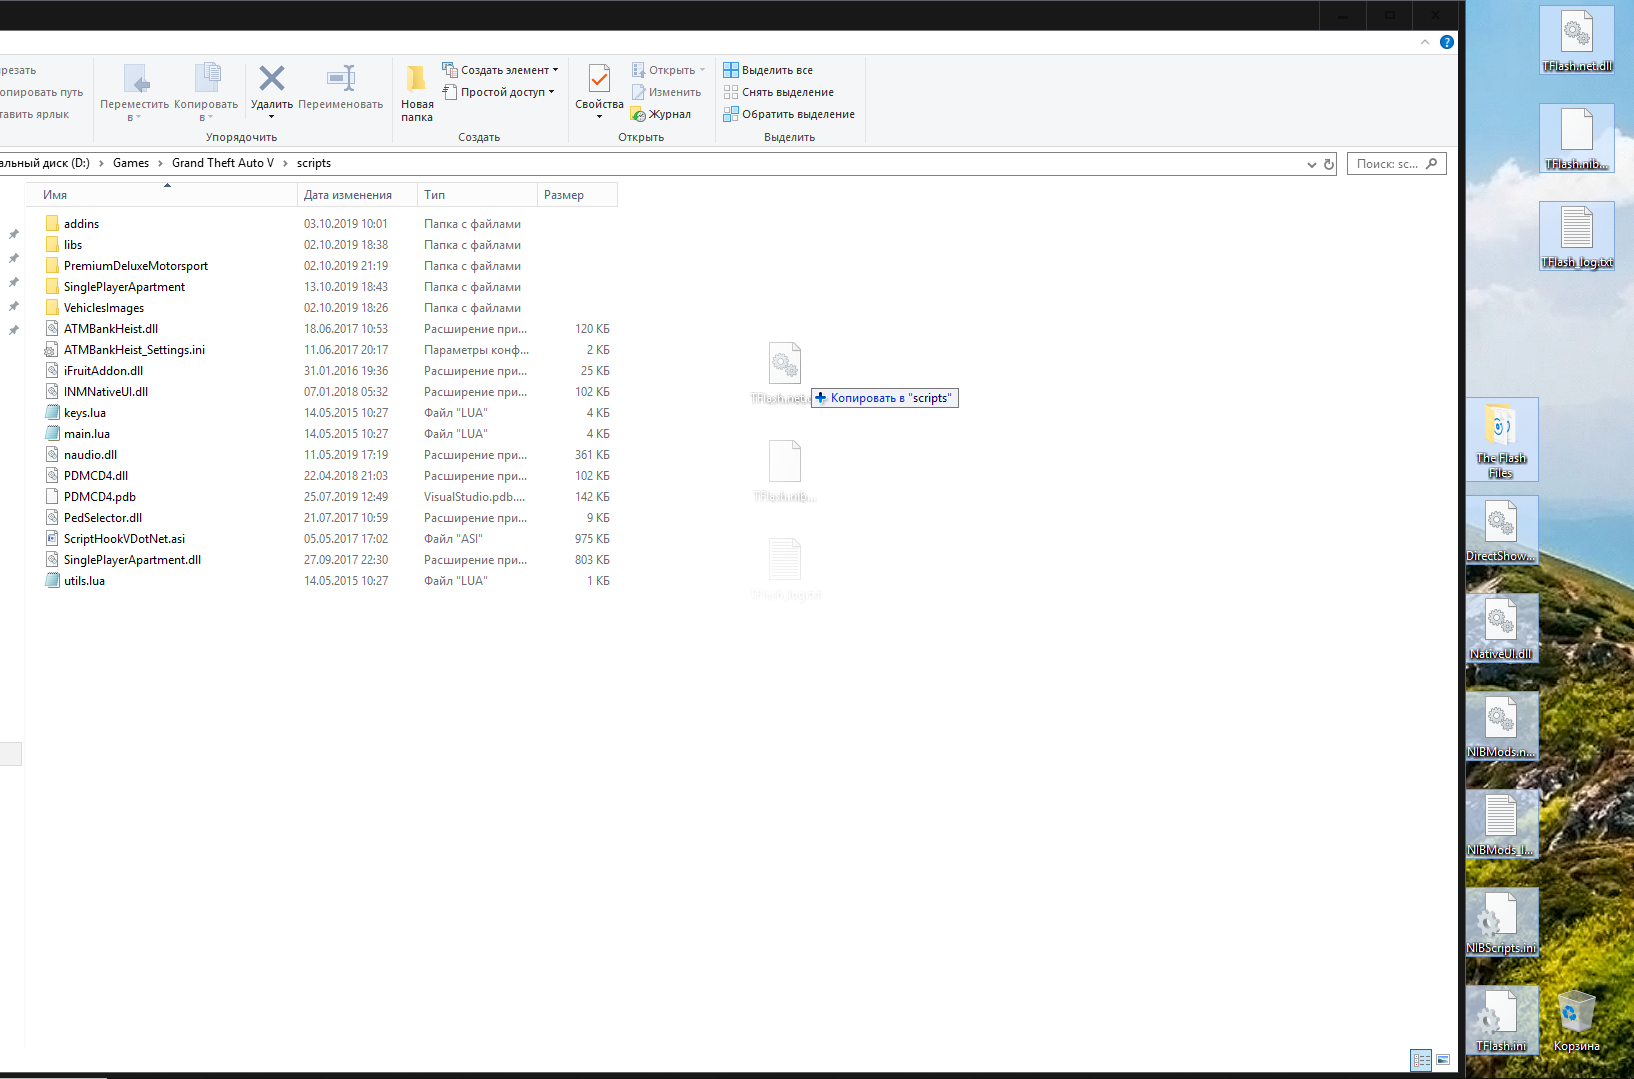 ирезать
опировать путь
тавить ярлык
Переместить в
Копировать в
Удалить
Переименовать
Упорядочить
Новая папка
Создать элемент
Простой доступ
Создать
Свойства
Открыть
Изменить
Журнал
Открыть
Выделить все
Снять выделение
Обратить выделение
Выделить
альный диск (D:) > Games > Grand Theft Auto V > scripts
Поиск: sc...
Имя Дата изменения Тип Размер
addins 03.10.2019 10:01 Папка с файлами
libs 02.10.2019 18:38 Папка с файлами
PremiumDeluxeMotorsport 02.10.2019 21:19 Папка с файлами
SinglePlayerApartment 13.10.2019 18:43 Папка с файлами
VehiclesImages 02.10.2019 18:26 Папка с файлами
ATMBankHeist.dll 18.06.2017 10:53 Расширение при... 120 КБ
ATMBankHeist_Settings.ini 11.06.2017 20:17 Параметры конф... 2 КБ
iFruitAddon.dll 31.01.2016 19:36 Расширение при... 25 КБ
INMNativeUI.dll 07.01.2018 05:32 Расширение при... 102 КБ
keys.lua 14.05.2015 10:27 Файл "LUA" 4 КБ
main.lua 14.05.2015 10:27 Файл "LUA" 4 КБ
naudio.dll 11.05.2019 17:19 Расширение при... 361 КБ
PDMCD4.dll 22.04.2018 21:03 Расширение при... 102 КБ
PDMCD4.pdb 25.07.2019 12:49 VisualStudio.pdb.... 142 КБ
PedSelector.dll 21.07.2017 10:59 Расширение при... 9 КБ
ScriptHookVDotNet.asi 05.05.2017 17:02 Файл "ASI" 975 КБ
SinglePlayerApartment.dll 27.09.2017 22:30 Расширение при... 803 КБ
utils.lua 14.05.2015 10:27 Файл "LUA" 1 КБ
TFlash.net.d
Копировать в "scripts"
TFlash.nib...
TFlash_log.txt
TFlash.net.dll
TFlash.nib...
TFlash_log.txt
The Flash
Files
DirectShow...
NativeUI.dll
NIBMods.n...
NIBMods_l...
NIBScripts.ini
TFlash.ini
Корзина